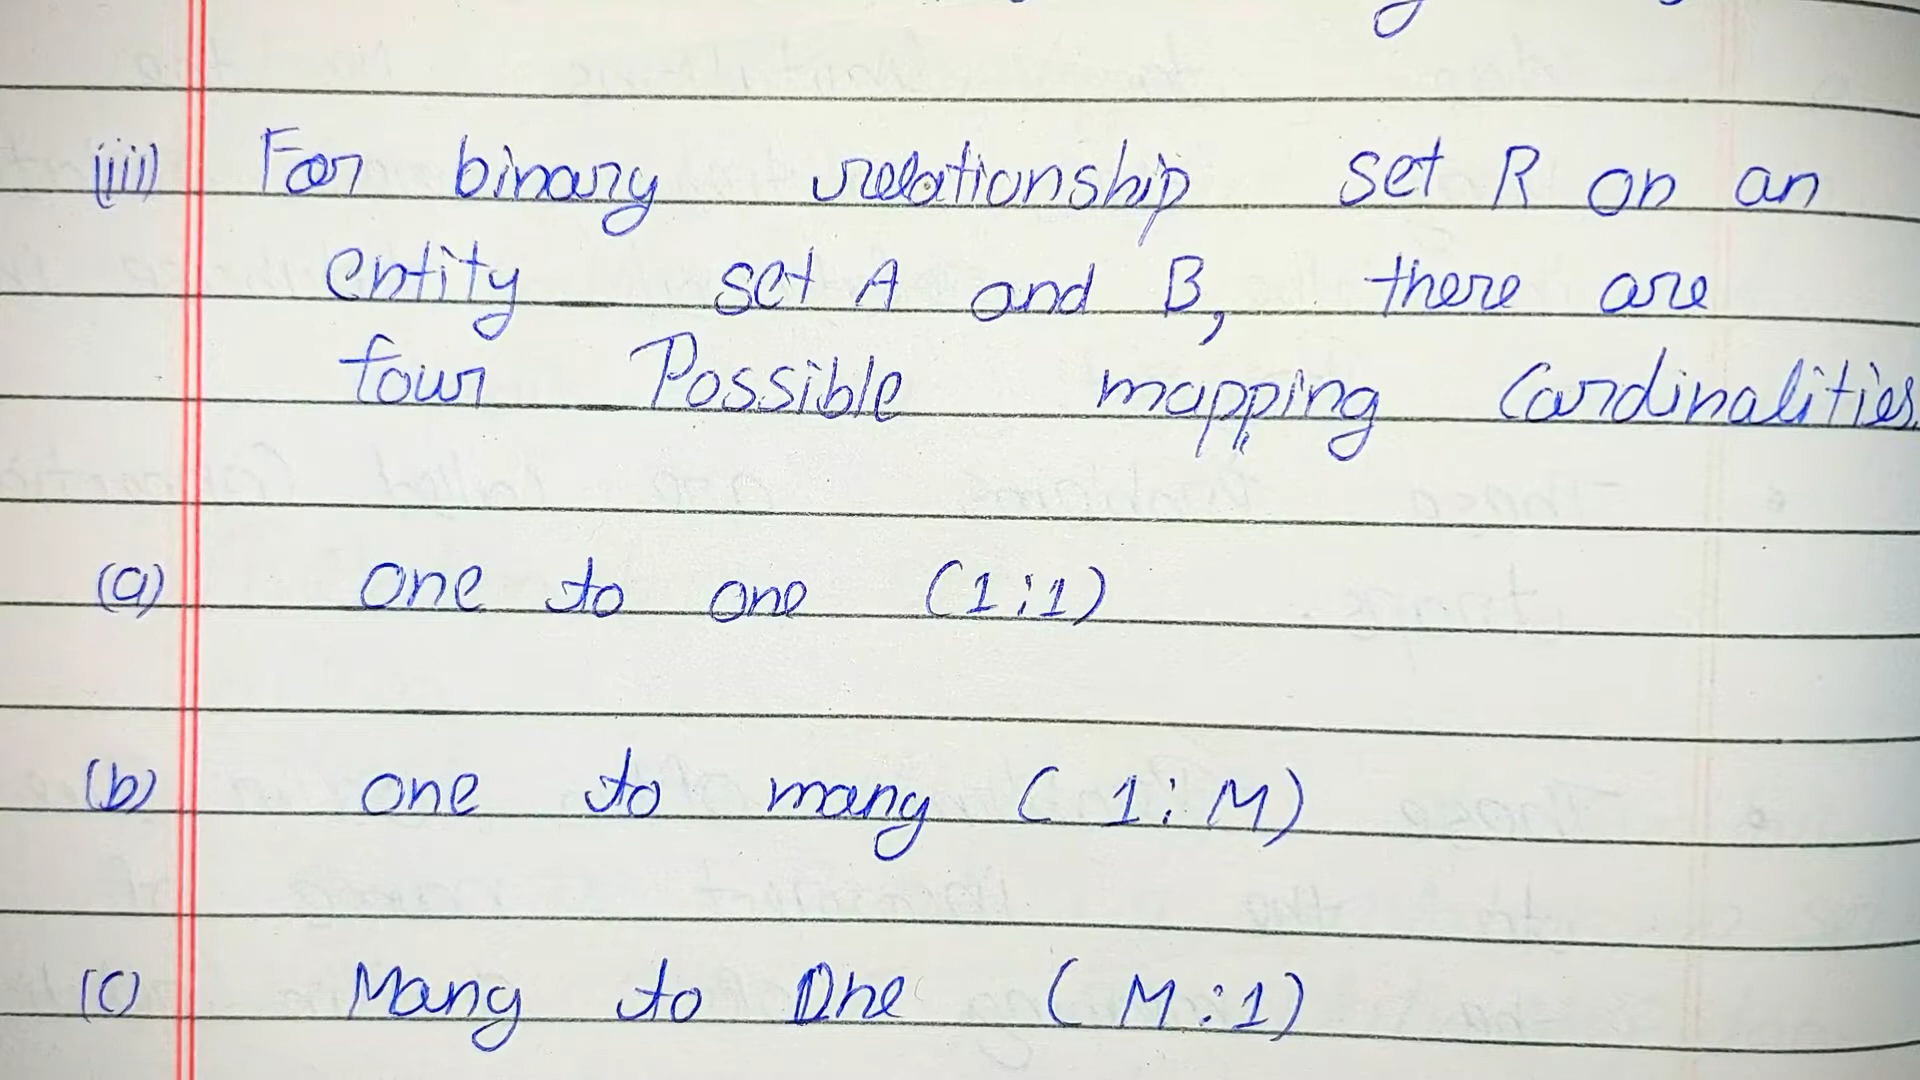 (iii) For binary relationship set R on an
entity set A and B, there are
four Possible mapping Cardinalities.
(a) one to one (1:1)
(b) one to many (1:M)
(c) Many to One (M:1)